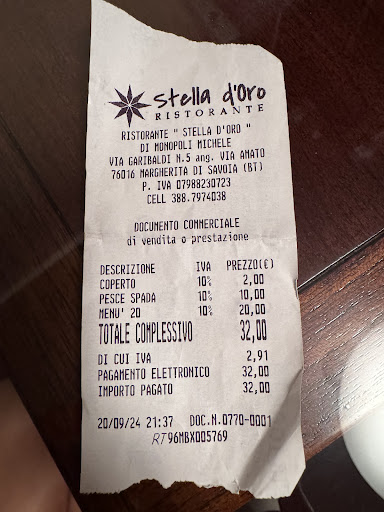 stella d'oro
RISTORANTE
RISTORANTE " STELLA D'ORO "
DI MONOPOLI MICHELE
VIA GARIBALDI N.5 ang. VIA AMATO
76016 MARGHERITA DI SAVOIA (BT)
P. IVA 07988230723
CELL 388.7974038
DOCUMENTO COMMERCIALE
di vendita o prestazione
DESCRIZIONE IVA PREZZO(€)
COPERTO 10% 2,00
PESCE SPADA 10% 10,00
MENU' 20 10% 20,00
TOTALE COMPLESSIVO 32,00
DI CUI IVA 2,91
PAGAMENTO ELETTRONICO 32,00
IMPORTO PAGATO 32,00
20/09/24 21:37 DOC.N.0770-0001
RT 96MBX005769